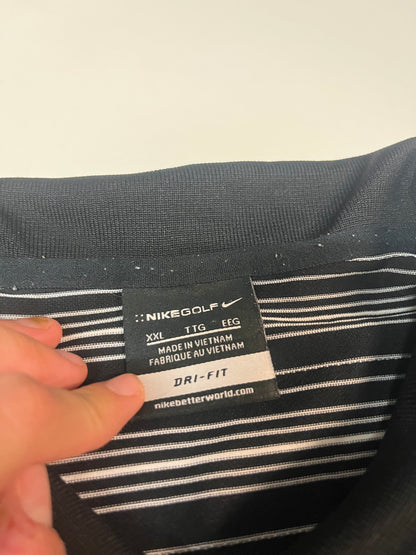 NIKEGOLF
XXL TTG EEG
MADE IN VIETNAM
FABRIQUE AU VIETNAM
DRI-FIT
nikebetterworld.com